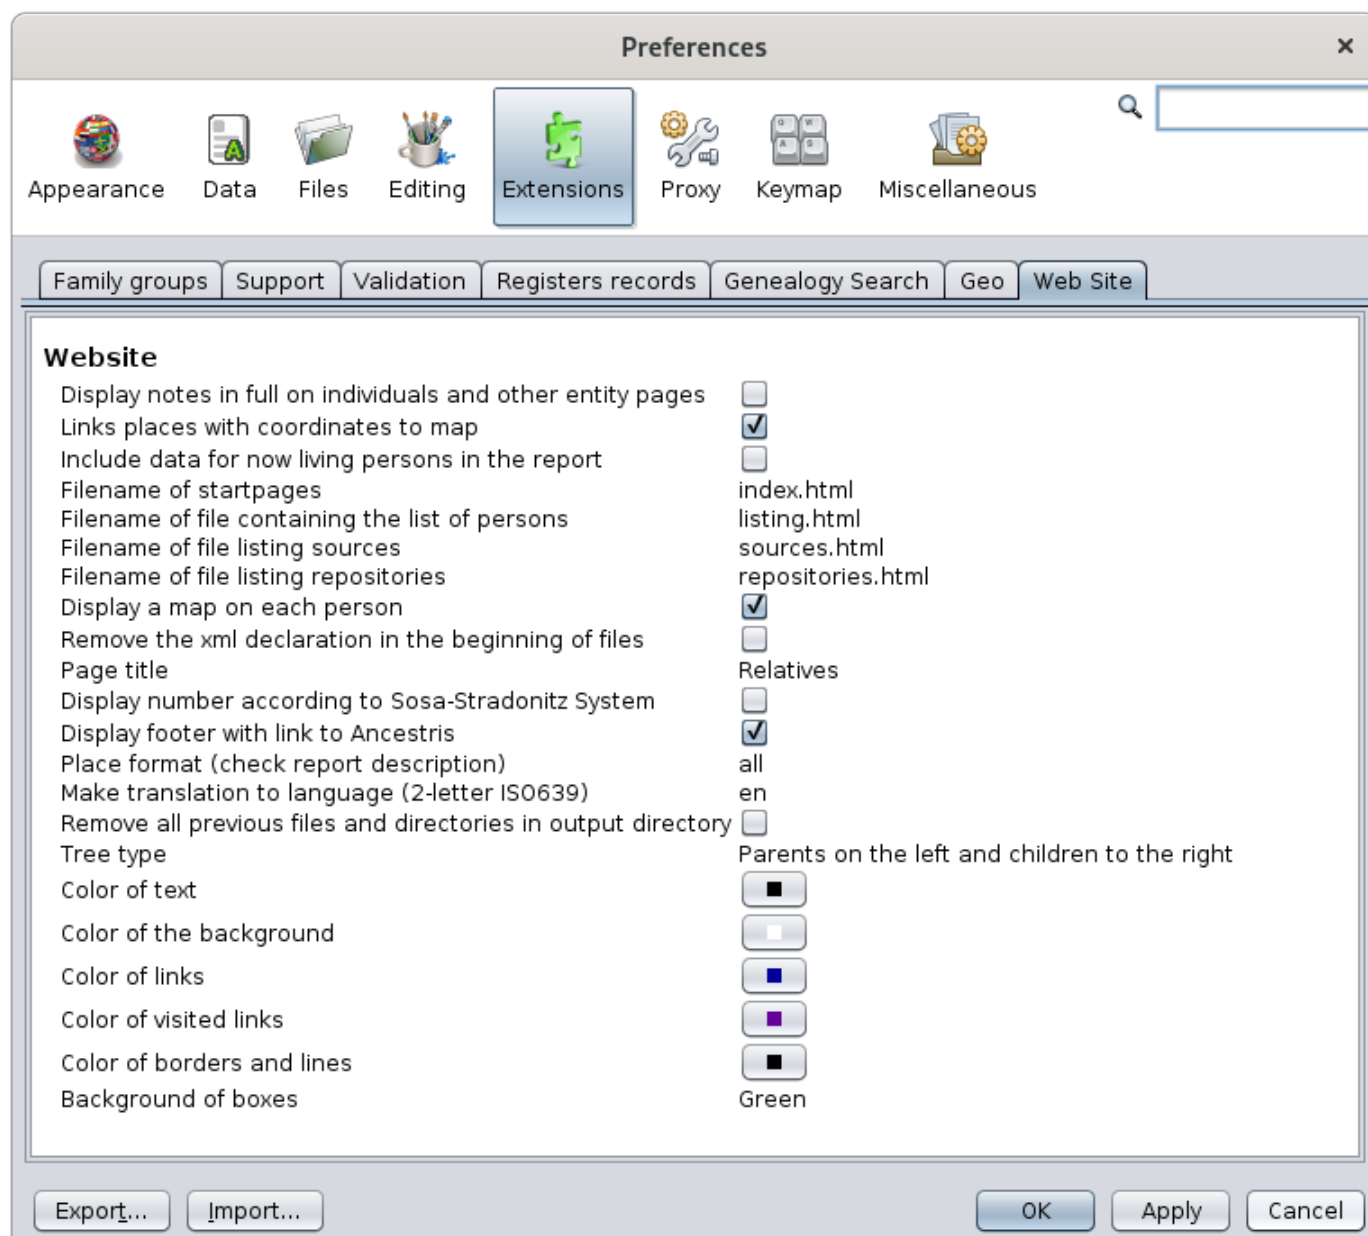 Preferences
Appearance Data Files Editing Extensions Proxy Keymap Miscellaneous
Family groups Support Validation Registers records Genealogy Search Geo Web Site
Website
Display notes in full on individuals and other entity pages
Links places with coordinates to map
Include data for now living persons in the report
Filename of startpages index.html
Filename of file containing the list of persons listing.html
Filename of file listing sources sources.html
Filename of file listing repositories repositories.html
Display a map on each person
Remove the xml declaration in the beginning of files
Page title Relatives
Display number according to Sosa-Stradonitz System
Display footer with link to Ancestris
Place format (check report description) all
Make translation to language (2-letter ISO639) en
Remove all previous files and directories in output directory
Tree type Parents on the left and children to the right
Color of text
Color of the background
Color of links
Color of visited links
Color of borders and lines
Background of boxes Green
Export... Import... OK Apply Cancel